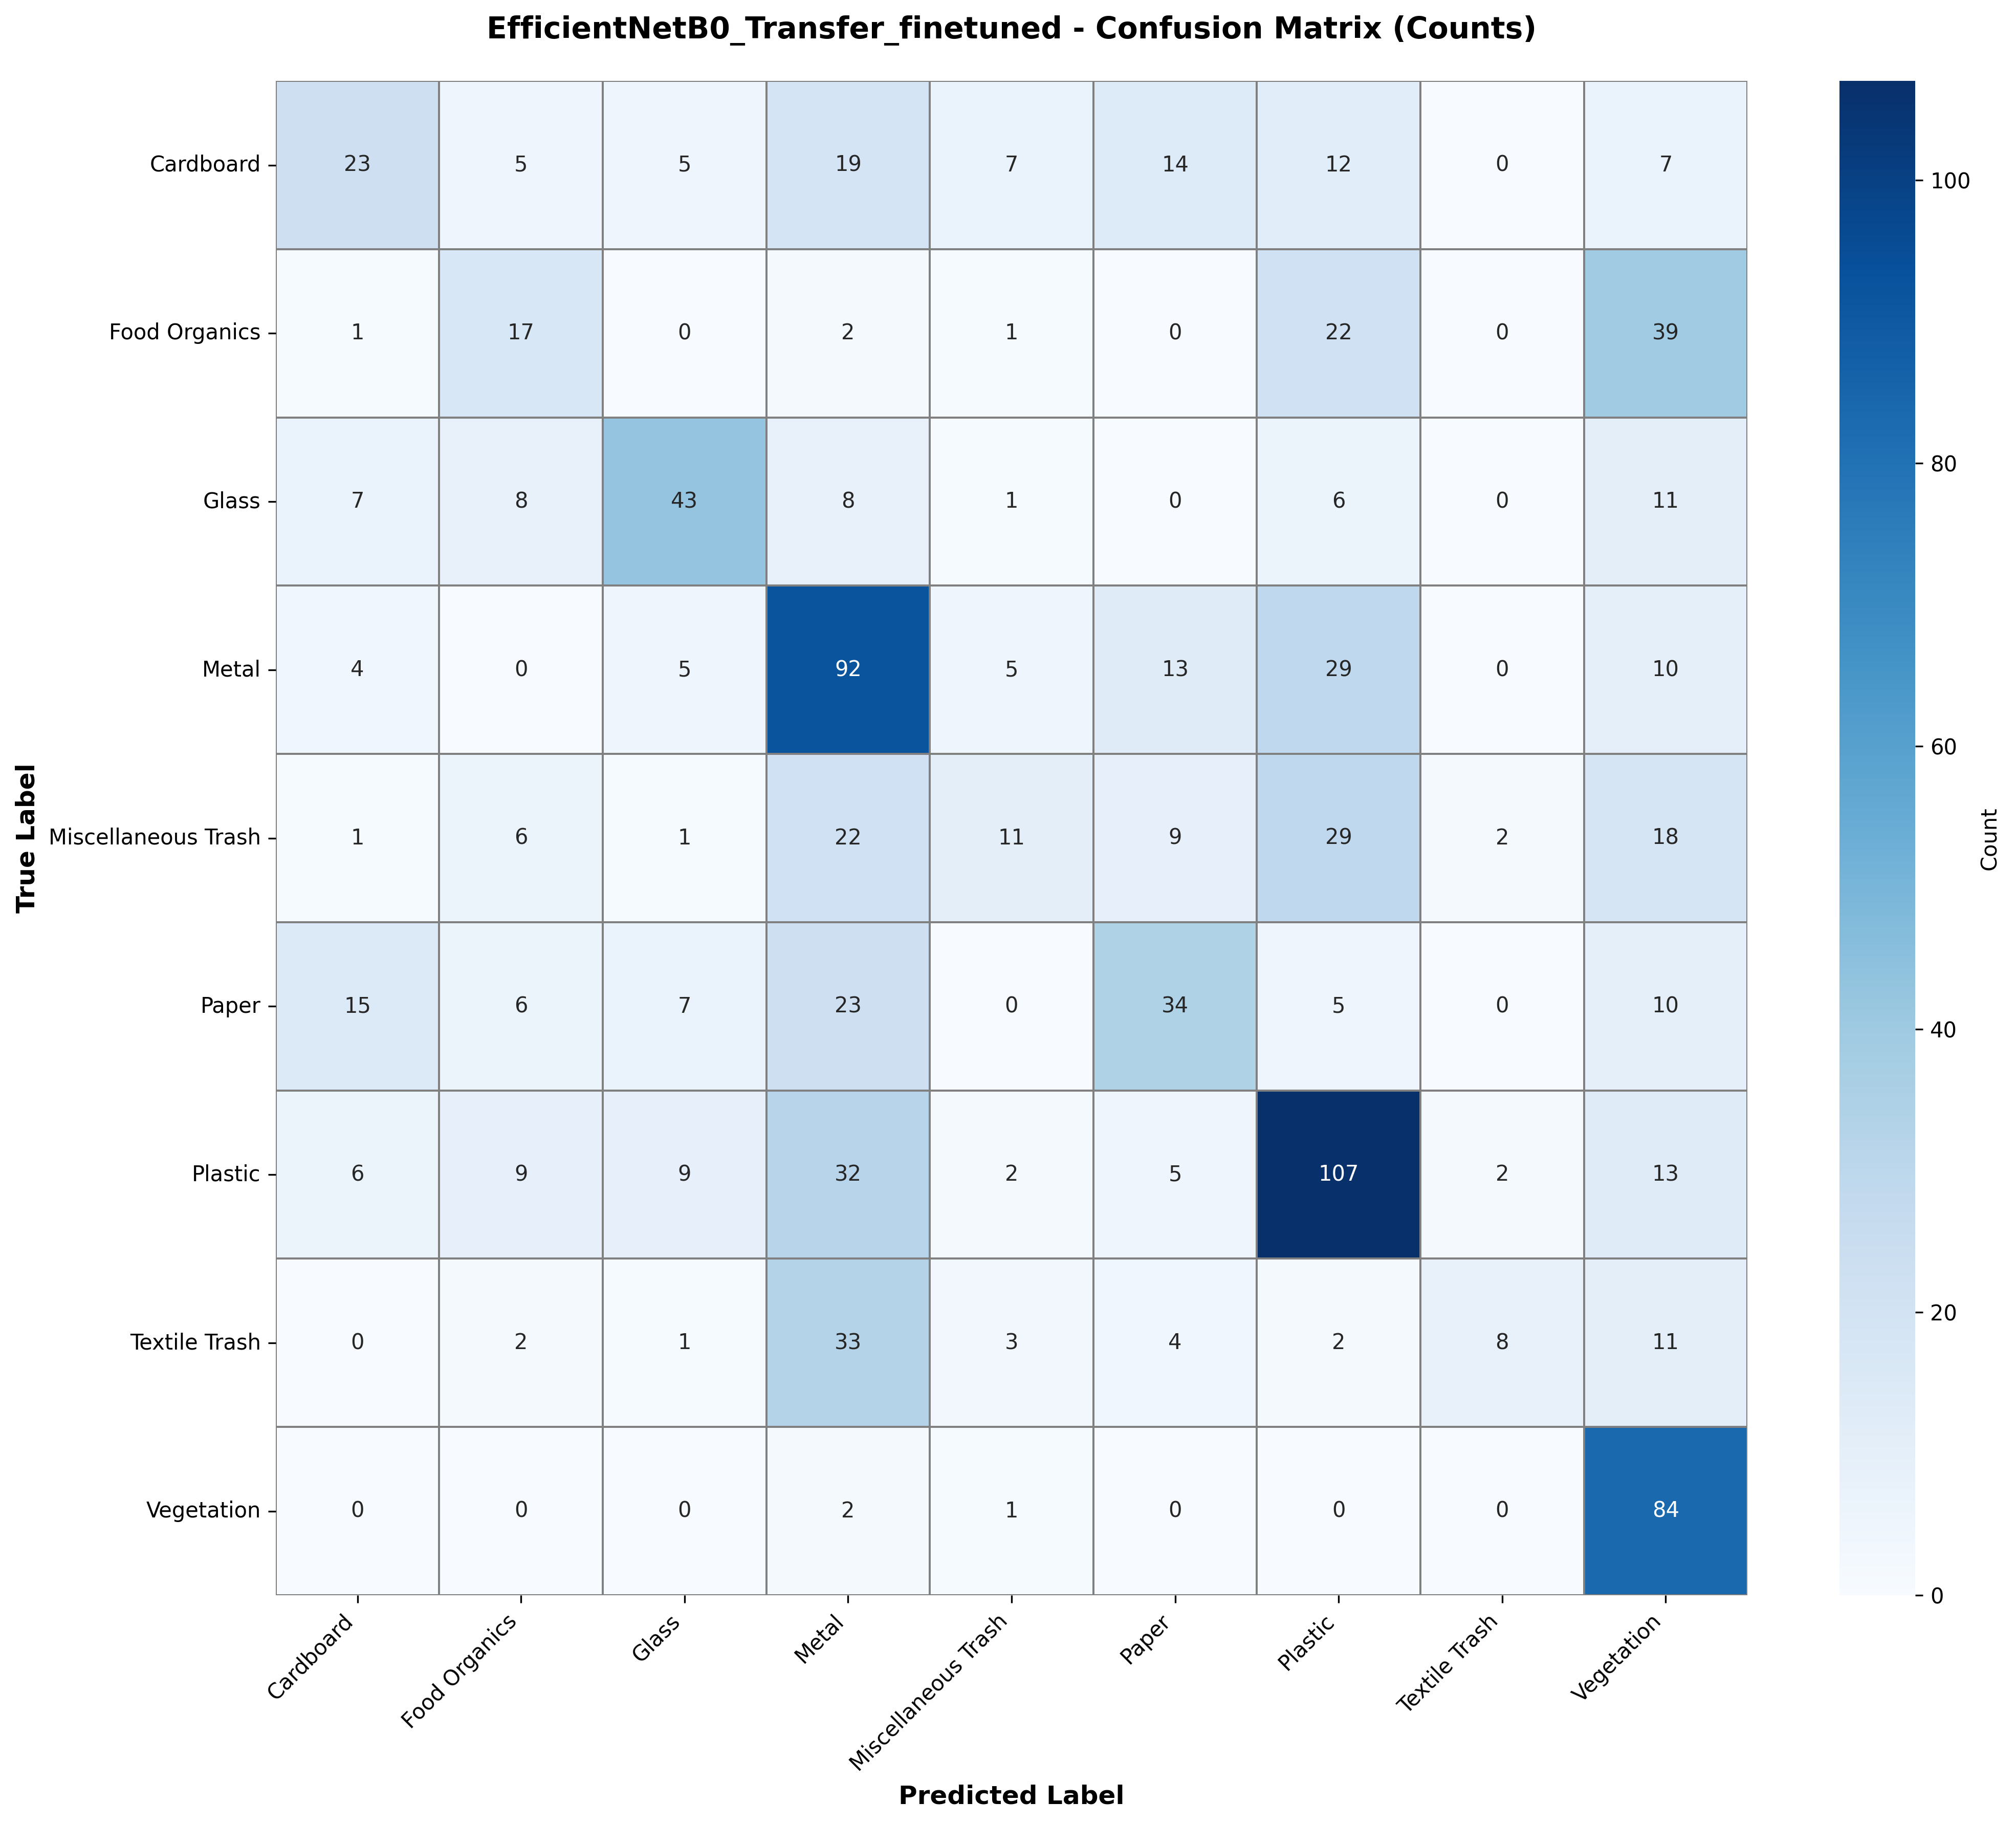 EfficientNetB0_Transfer_finetuned - Confusion Matrix (Counts)
True Label
Cardboard 23 5 5 19 7 14 12 0 7
Food Organics 1 17 0 2 1 0 22 0 39
Glass 7 8 43 8 1 0 6 0 11
Metal 4 0 5 92 5 13 29 0 10
Miscellaneous Trash 1 6 1 22 11 9 29 2 18
Paper 15 6 7 23 0 34 5 0 10
Plastic 6 9 9 32 2 5 107 2 13
Textile Trash 0 2 1 33 3 4 2 8 11
Vegetation 0 0 0 2 1 0 0 0 84
Cardboard
Food Organics
Glass
Metal
Miscellaneous Trash
Paper
Plastic
Textile Trash
Vegetation
Predicted Label
100
80
60
40
20
0
Count